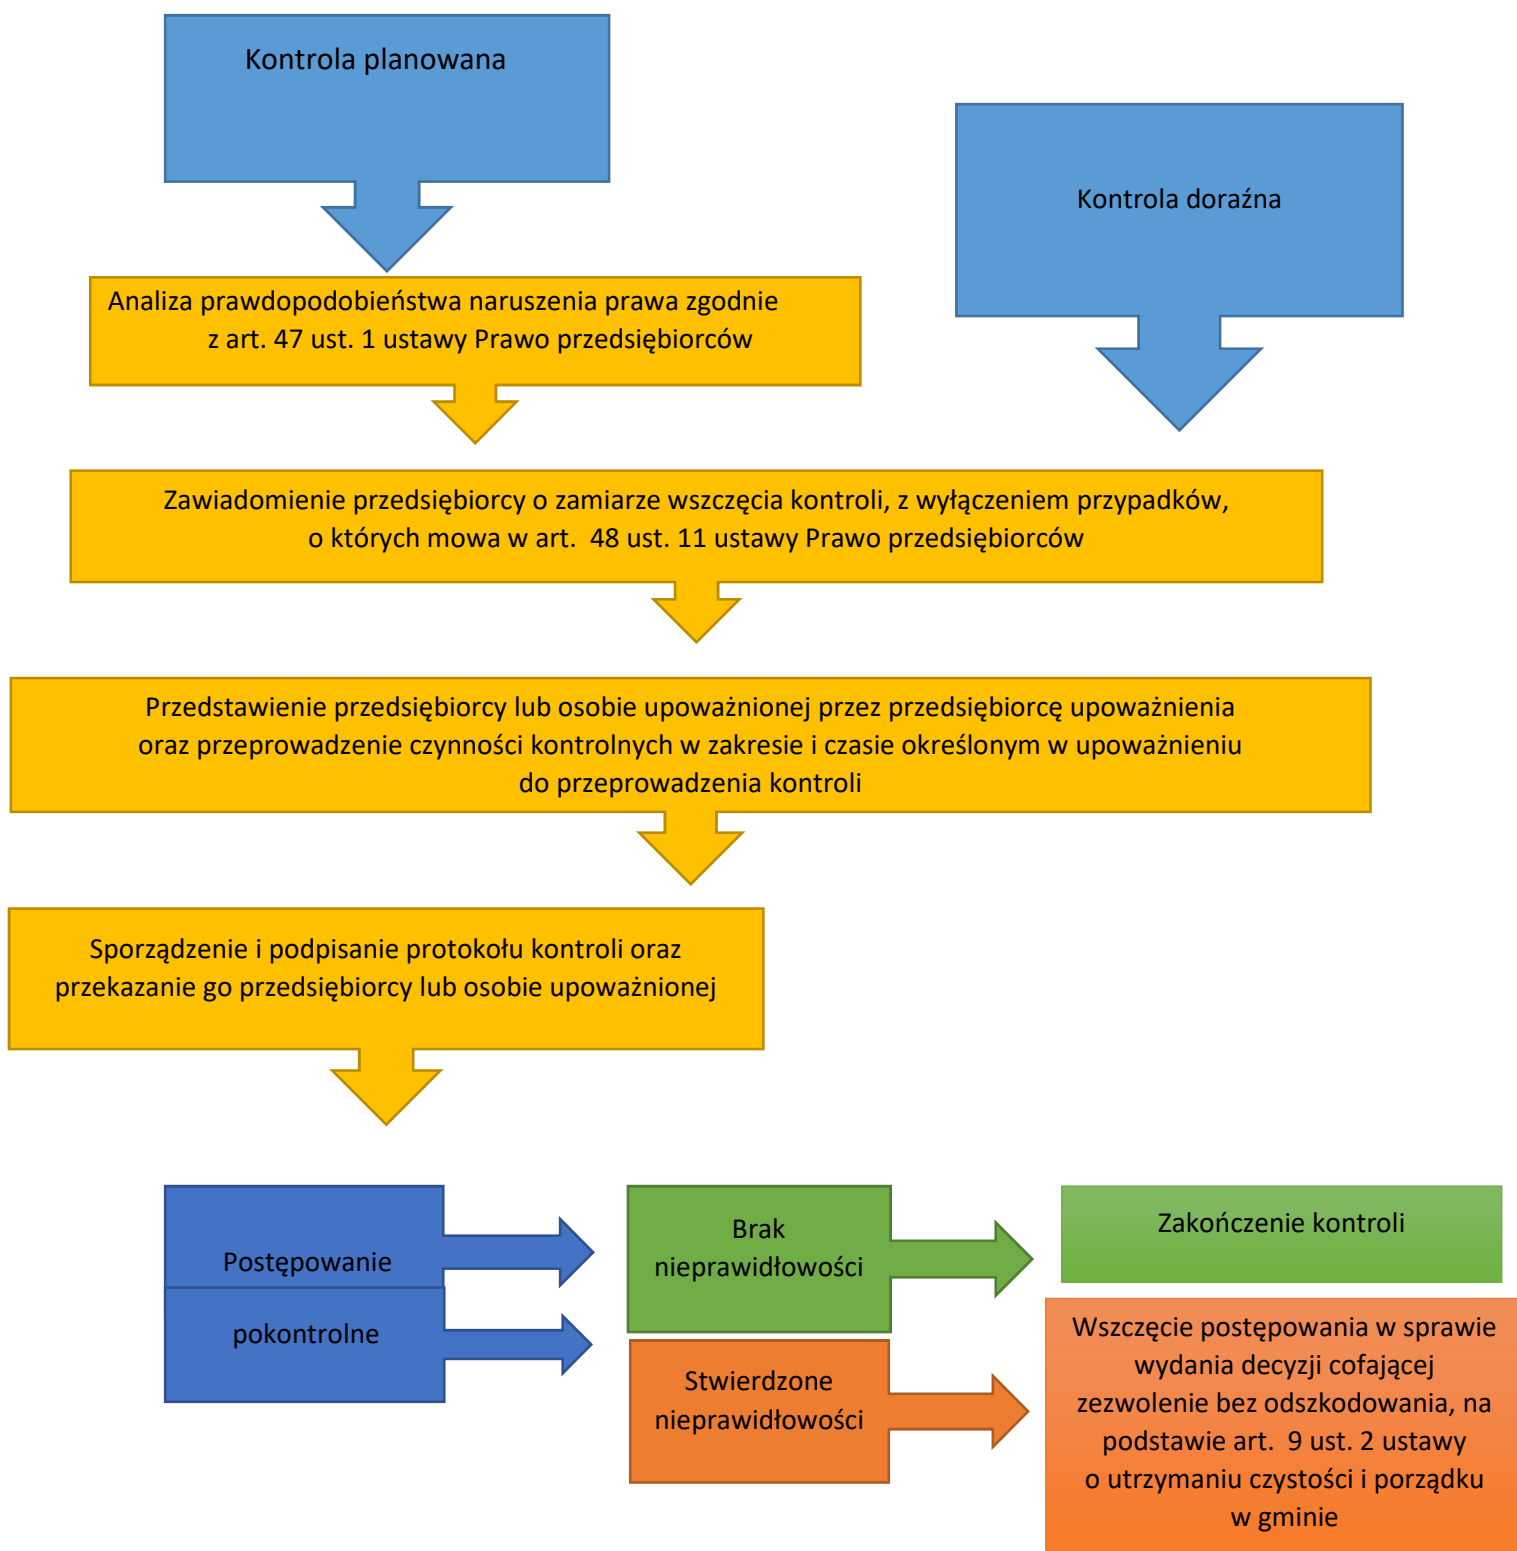 Kontrola planowana
Kontrola doraźna
Analiza prawdopodobieństwa naruszenia prawa zgodnie
z art. 47 ust. 1 ustawy Prawo przedsiębiorców
Zawiadomienie przedsiębiorcy o zamiarze wszczęcia kontroli, z wyłączeniem przypadków,
o których mowa w art.  48 ust. 11 ustawy Prawo przedsiębiorców
Przedstawienie przedsiębiorcy lub osobie upoważnionej przez przedsiębiorcę upoważnienia
oraz przeprowadzenie czynności kontrolnych w zakresie i czasie określonym w upoważnieniu
do przeprowadzenia kontroli
Sporządzenie i podpisanie protokołu kontroli oraz
przekazanie go przedsiębiorcy lub osobie upoważnionej
Postępowanie
pokontrolne
Brak
nieprawidłowości
Zakończenie kontroli
Stwierdzone
nieprawidłowości
Wszczęcie postępowania w sprawie
wydania decyzji cofającej
zezwolenie bez odszkodowania, na
podstawie art.  9 ust. 2 ustawy
o utrzymaniu czystości i porządku
w gminie